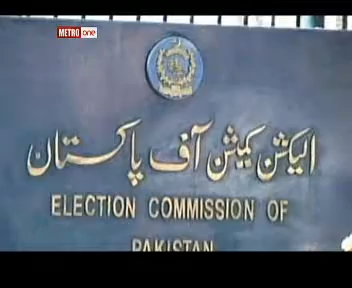 METRO one
الیکشن کمیشن آف پاکستان
ELECTION COMMISSION OF
PAKISTAN